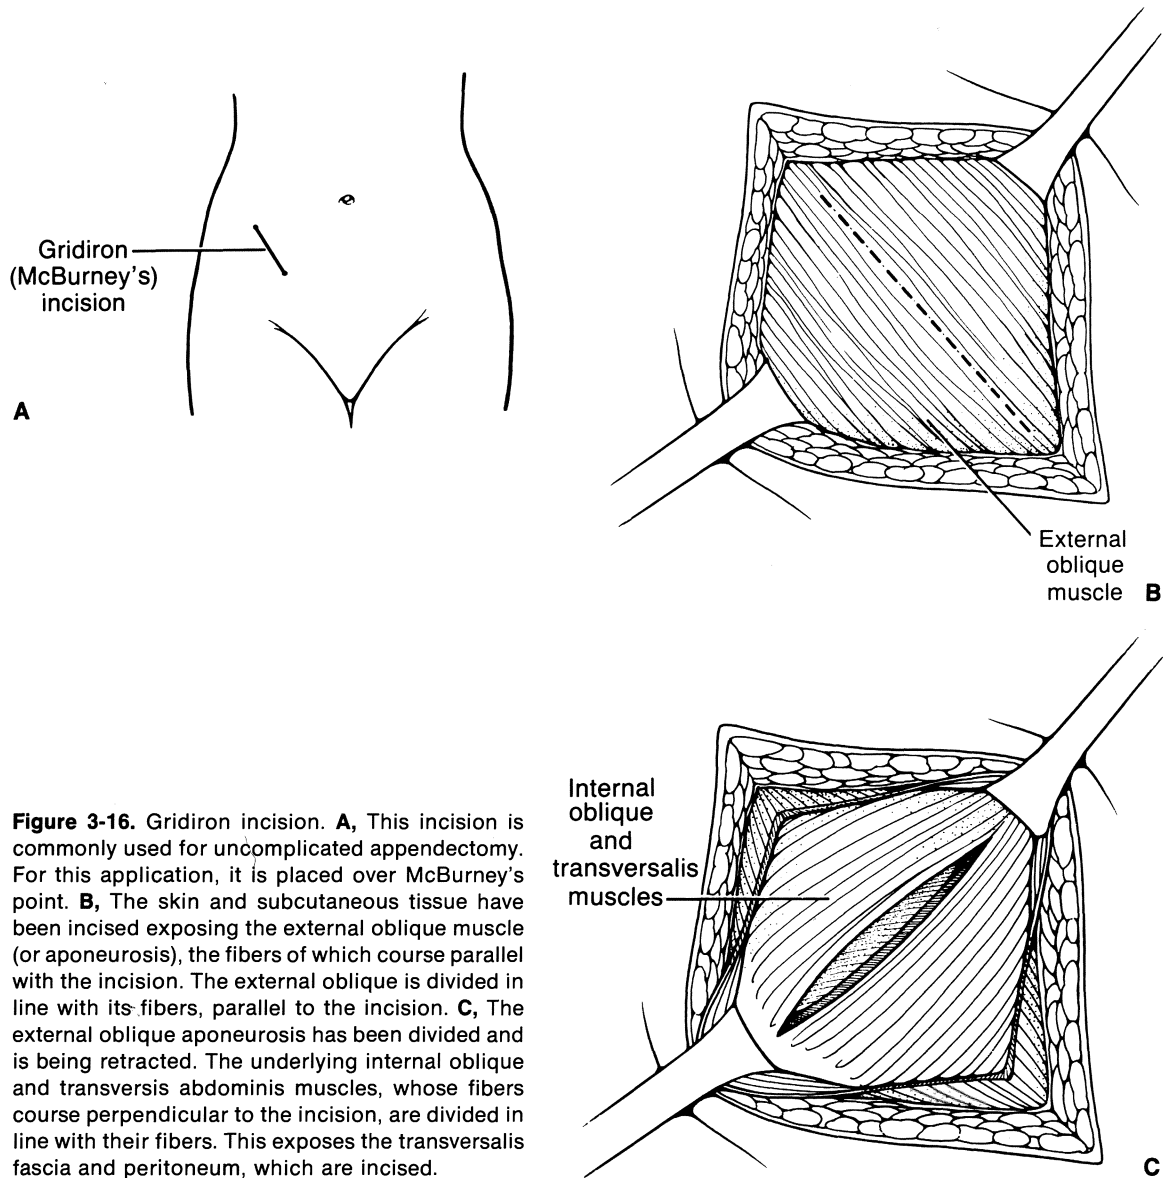 Gridiron
(McBurney's)
incision
A
External
oblique
muscle B
Internal
oblique
and
transversalis
muscles
C
Figure 3-16. Gridiron incision. A, This incision is
commonly used for uncomplicated appendectomy.
For this application, it is placed over McBurney's
point. B, The skin and subcutaneous tissue have
been incised exposing the external oblique muscle
(or aponeurosis), the fibers of which course parallel
with the incision. The external oblique is divided in
line with its fibers, parallel to the incision. C, The
external oblique aponeurosis has been divided and
is being retracted. The underlying internal oblique
and transversis abdominis muscles, whose fibers
course perpendicular to the incision, are divided in
line with their fibers. This exposes the transversalis
fascia and peritoneum, which are incised.